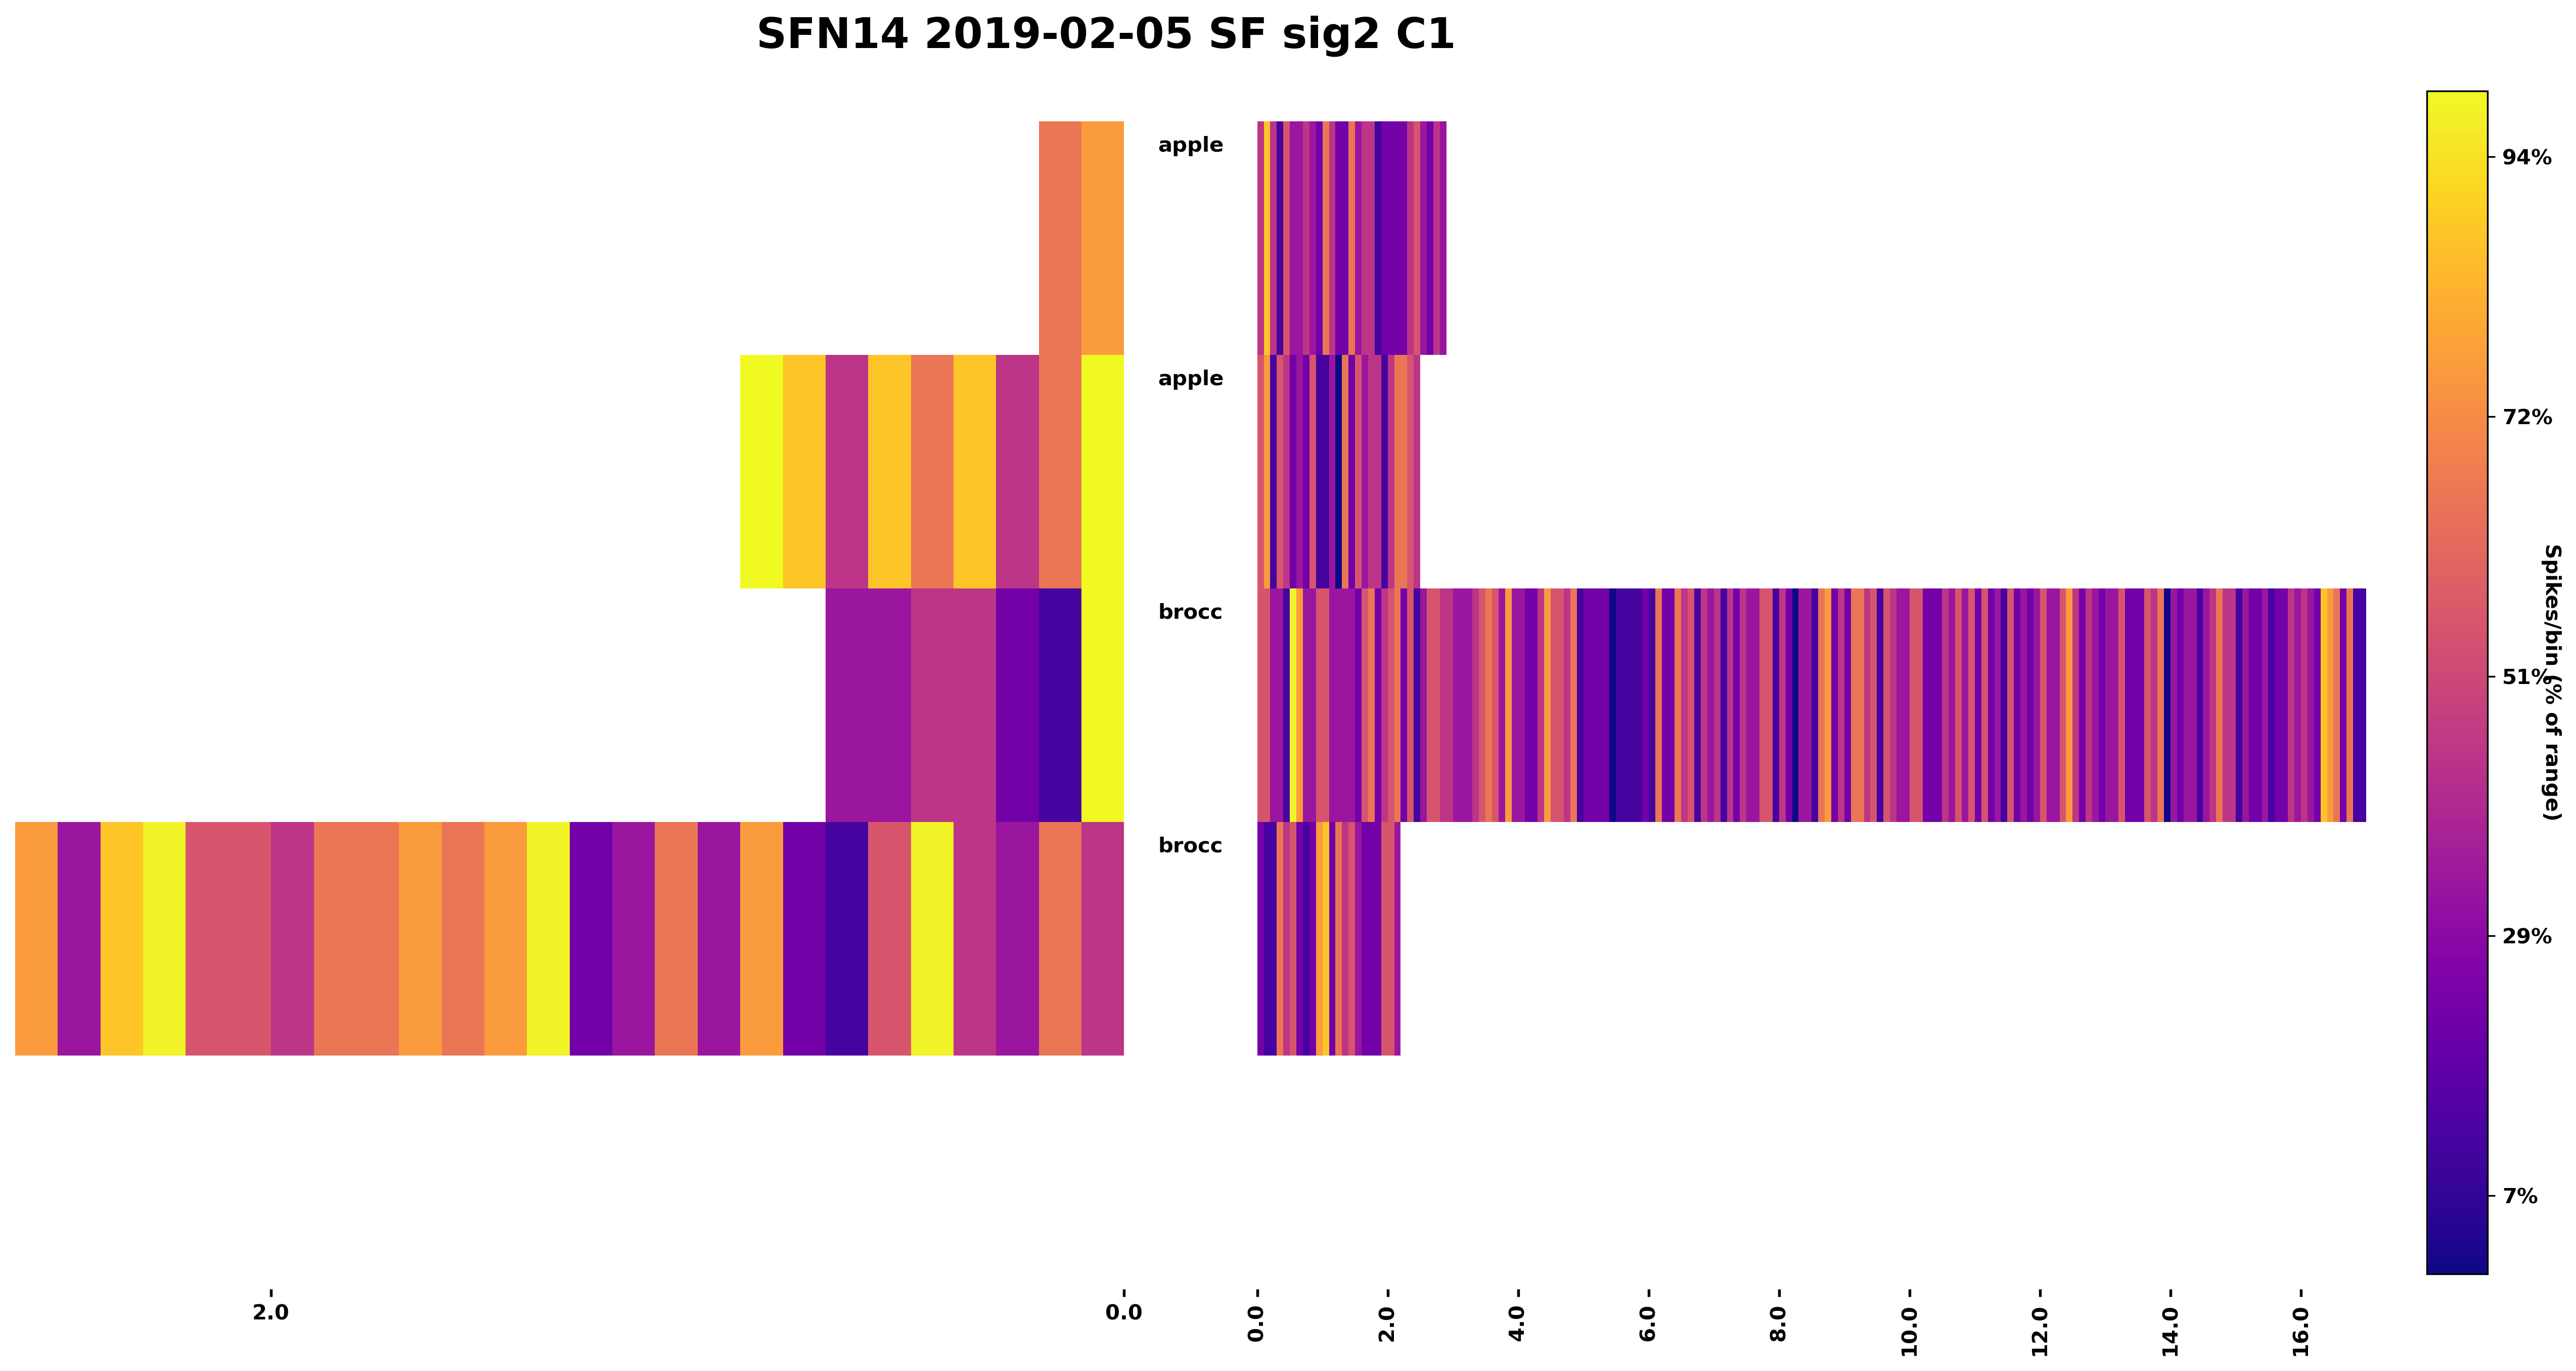 SFN14 2019-02-05 SF sig2 C1
apple
apple
brocc
brocc
94%
72%
51%
29%
7%
Spikes/bin (% of range)
2.0
0.0
0.0
2.0
4.0
6.0
8.0
10.0
12.0
14.0
16.0